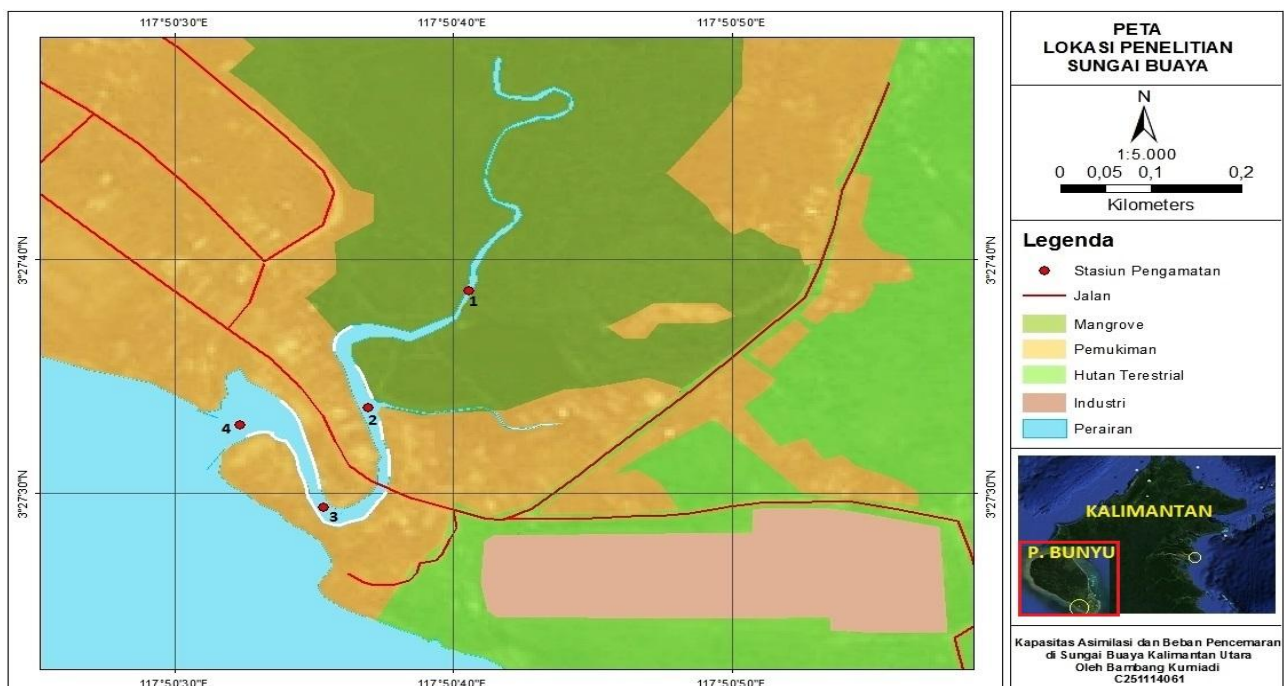 117°50'30"E
117°50'40"E
117°50'50"E
3°27'40"N
3°27'30"N
3°27'40"N
3°27'30"N
1
2
3
4
117°50'30"E
117°50'40"E
117°50'50"E
PETA
LOKASI PENELITIAN
SUNGAI BUAYA
N
1:5.000
0 0,05 0,1 0,2
Kilometers
Legenda
Stasiun Pengamatan
Jalan
Mangrove
Pemukiman
Hutan Terestrial
Industri
Perairan
KALIMANTAN
P. BUNYU
Kapasitas Asimilasi dan Beban Pencemaran
di Sungai Buaya Kalimantan Utara
Oleh Bambang Kurniadi
C251114061